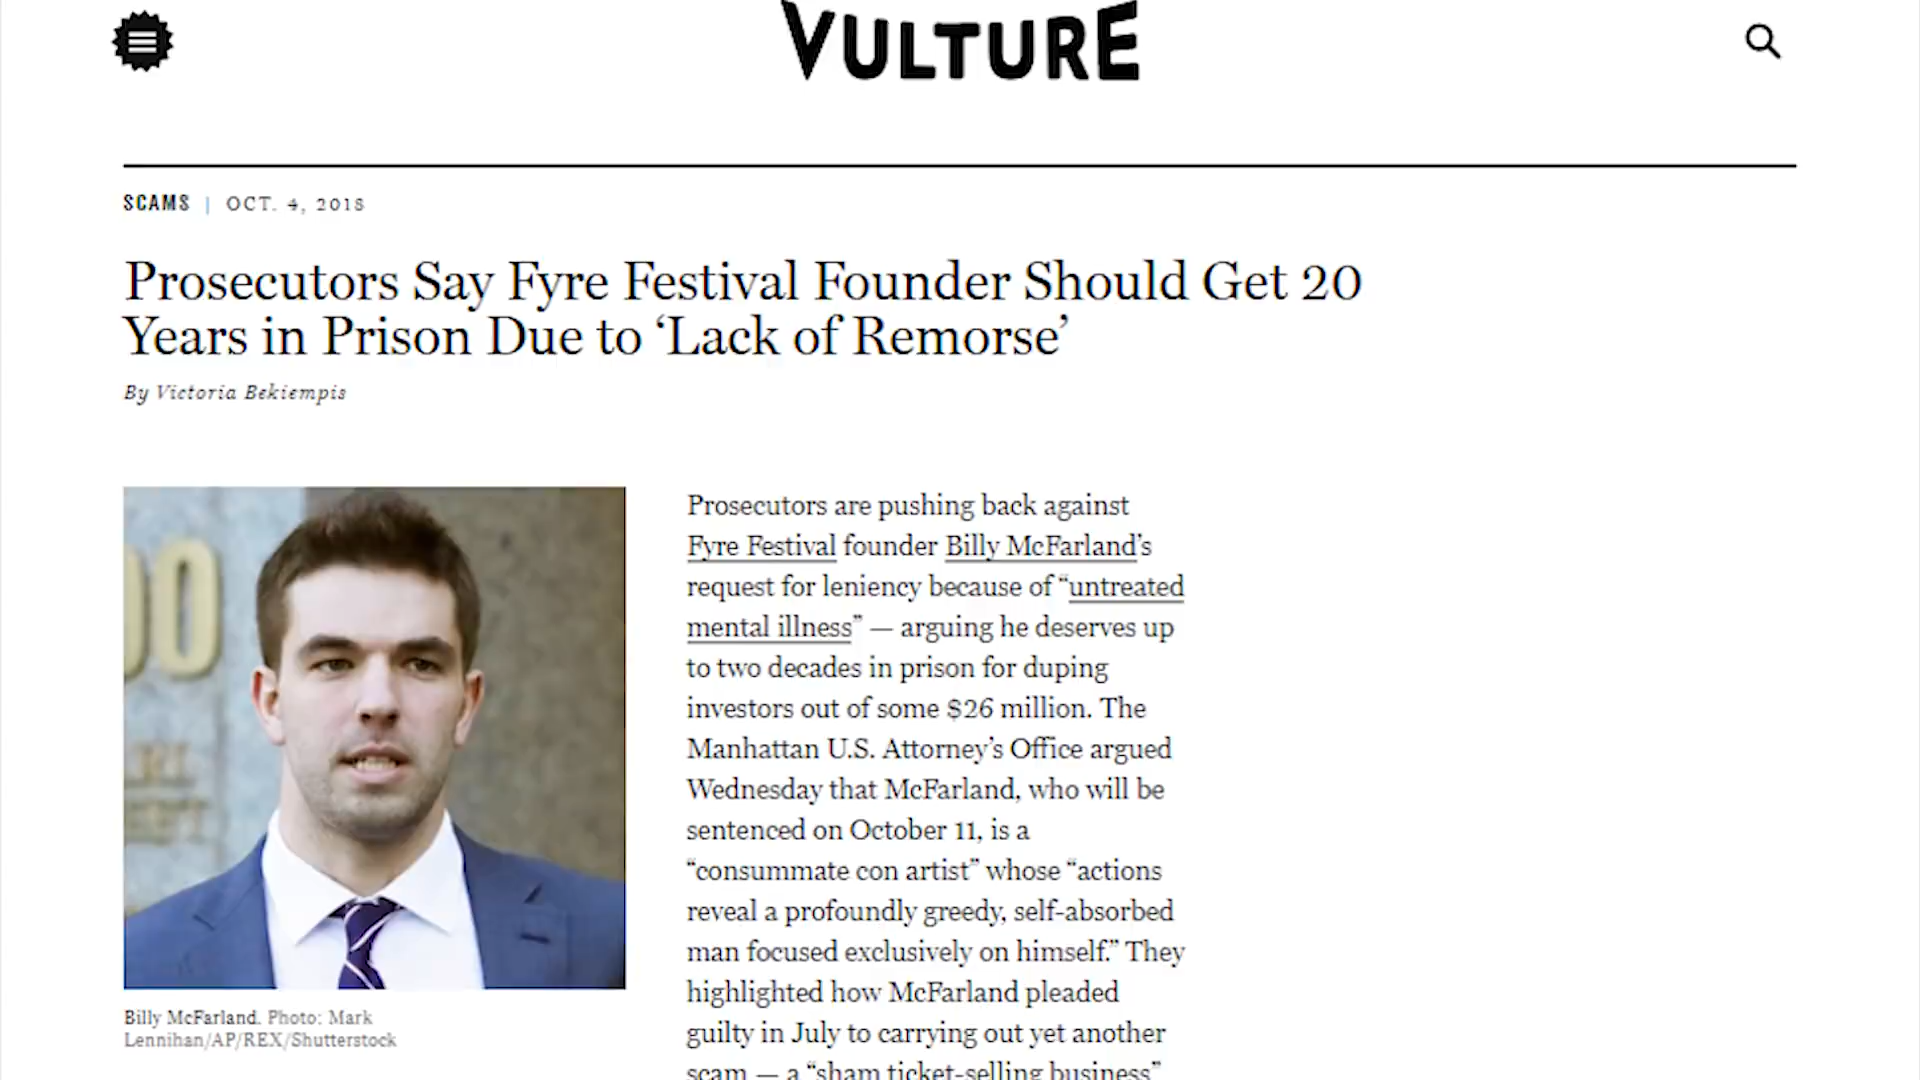 VULTURE
SCAMS | OCT. 4, 2018
Prosecutors Say Fyre Festival Founder Should Get 20
Years in Prison Due to ‘Lack of Remorse’
By Victoria Bekiempis
00
Billy McFarland. Photo: Mark
Lennihan/AP/REX/Shutterstock
Prosecutors are pushing back against
Fyre Festival founder Billy McFarland’s
request for leniency because of “untreated
mental illness” — arguing he deserves up
to two decades in prison for duping
investors out of some $26 million. The
Manhattan U.S. Attorney’s Office argued
Wednesday that McFarland, who will be
sentenced on October 11, is a
“consummate con artist” whose “actions
reveal a profoundly greedy, self-absorbed
man focused exclusively on himself.” They
highlighted how McFarland pleaded
guilty in July to carrying out yet another
scam — a “sham ticket-selling business”